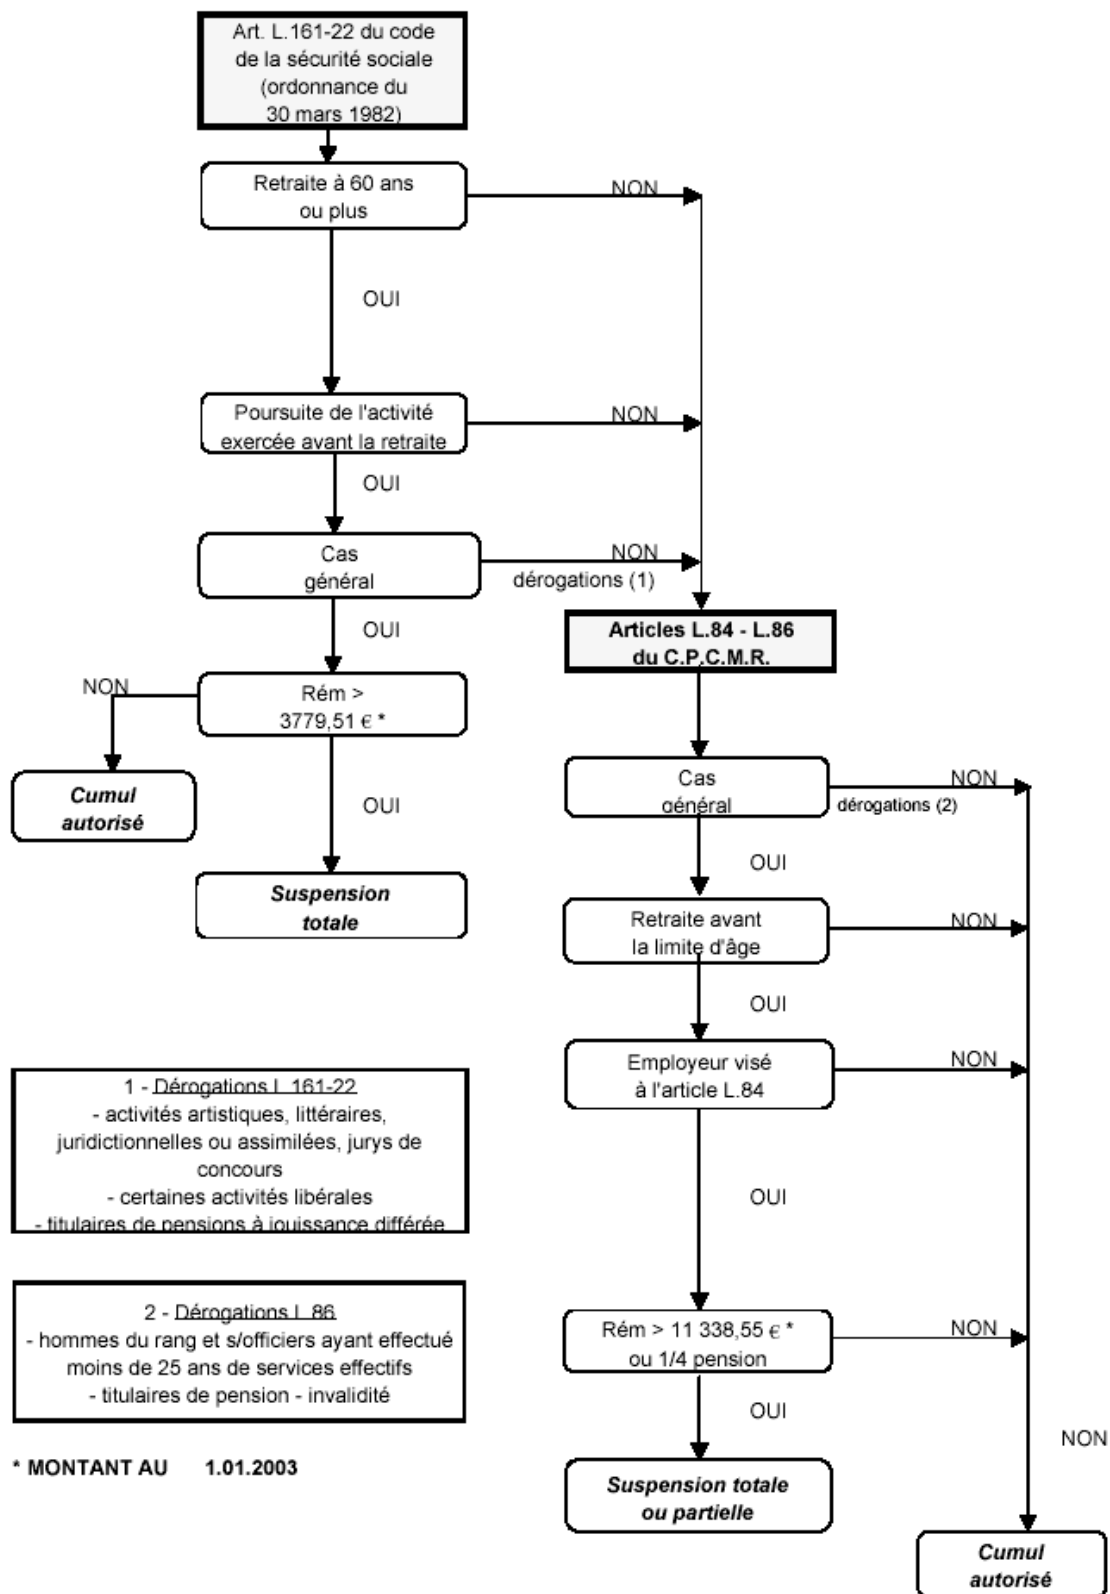 Art. L.161-22 du code
de la sécurité sociale
(ordonnance du
30 mars 1982)
Retraite à 60 ans
ou plus
NON
OUI
Poursuite de l'activité
exercée avant la retraite
NON
OUI
Cas
général
NON
dérogations (1)
OUI
Articles L.84 - L.86
du C.P.C.M.R.
Rém >
3779,51 € *
NON
Cumul
autorisé
OUI
Suspension
totale
Cas
général
NON
dérogations (2)
OUI
Retraite avant
la limite d'âge
NON
OUI
Employeur visé
à l'article L.84
NON
OUI
Rém > 11 338,55 € *
ou 1/4 pension
NON
OUI
NON
Suspension totale
ou partielle
Cumul
autorisé
1 - Dérogations L.161-22
- activités artistiques, littéraires,
juridictionnelles ou assimilées, jurys de
concours
- certaines activités libérales
- titulaires de pensions à jouissance différée
2 - Dérogations L.86
- hommes du rang et s/officiers ayant effectué
moins de 25 ans de services effectifs
- titulaires de pension - invalidité
* MONTANT AU 1.01.2003